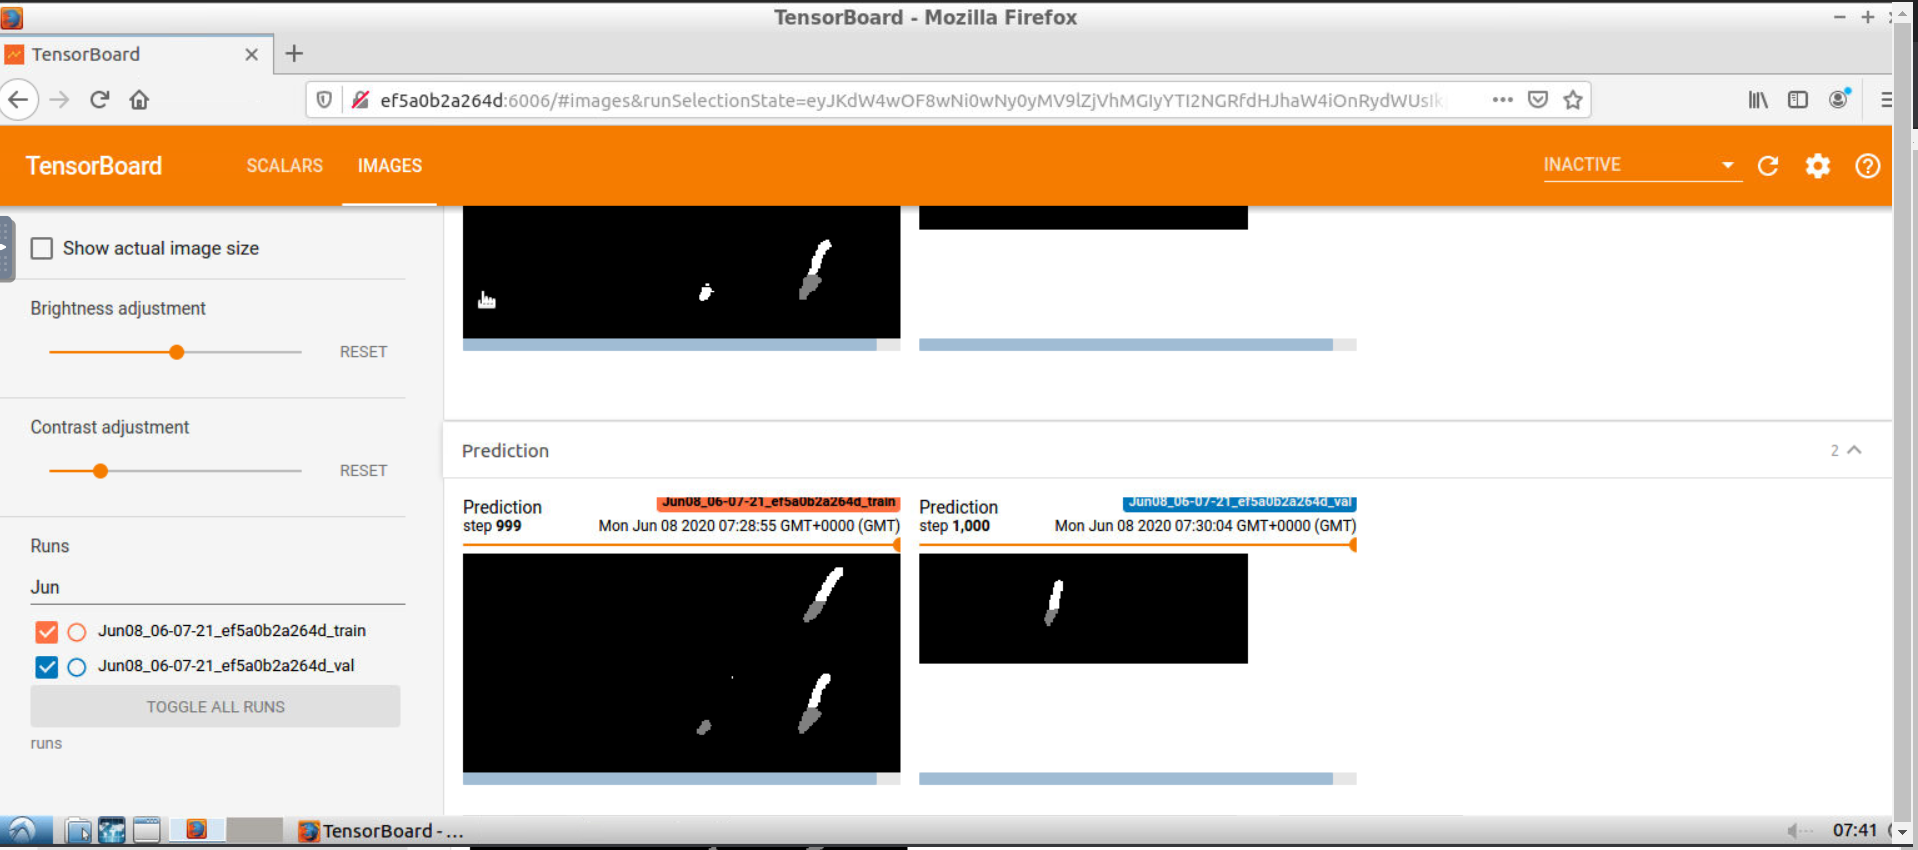 TensorBoard - Mozilla Firefox
TensorBoard
ef5a0b2a264d:6006/#images&runSelectionState=eyJKdW4wOF8wNi0wNy0yMV9lZjVhMGIyYTI2NGRfdHJhaW4iOnRydWUsIk
TensorBoard SCALARS IMAGES INACTIVE
Show actual image size
Brightness adjustment
RESET
Contrast adjustment
RESET
Runs
Jun
Jun08_06-07-21_ef5a0b2a264d_train
Jun08_06-07-21_ef5a0b2a264d_val
TOGGLE ALL RUNS
runs
Prediction 2
Prediction Jun08_06-07-21_ef5a0b2a264d_train
step 999 Mon Jun 08 2020 07:28:55 GMT+0000 (GMT)
Prediction Jun08_06-07-21_ef5a0b2a264d_val
step 1,000 Mon Jun 08 2020 07:30:04 GMT+0000 (GMT)
TensorBoard - ...
07:41